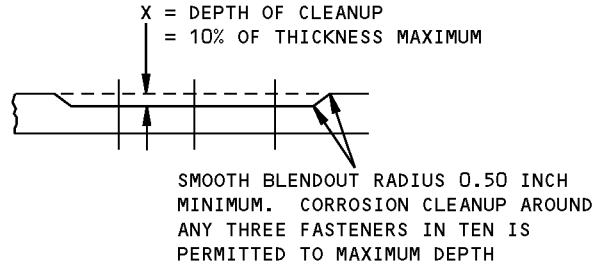 X = DEPTH OF CLEANUP
= 10% OF THICKNESS MAXIMUM
SMOOTH BLENDOUT RADIUS 0.50 INCH
MINIMUM. CORROSION CLEANUP AROUND
ANY THREE FASTENERS IN TEN IS
PERMITTED TO MAXIMUM DEPTH